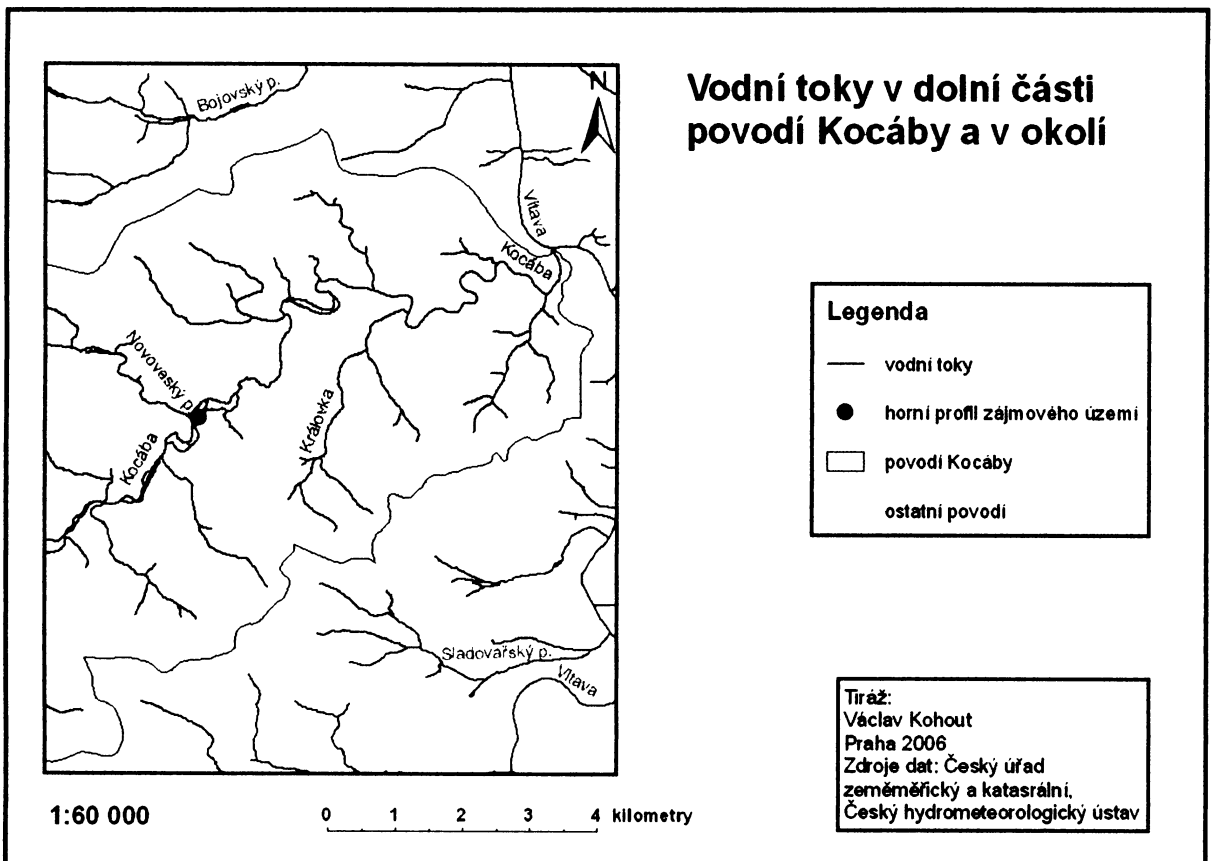 Vodní toky v dolní části
povodí Kocáby a v okolí
N
Bojovský p.
Vltava
Kocába
Novoveský p.
Královka
Kocába
Sladovařský p.
Vltava
Legenda
vodní toky
horní profil zájmového území
povodí Kocáby
ostatní povodí
Tiráž:
Václav Kohout
Praha 2006
Zdroje dat: Český úřad
zeměměřický a katasrální,
Český hydrometeorologický ústav
1:60 000
0 1 2 3 4 kilometry